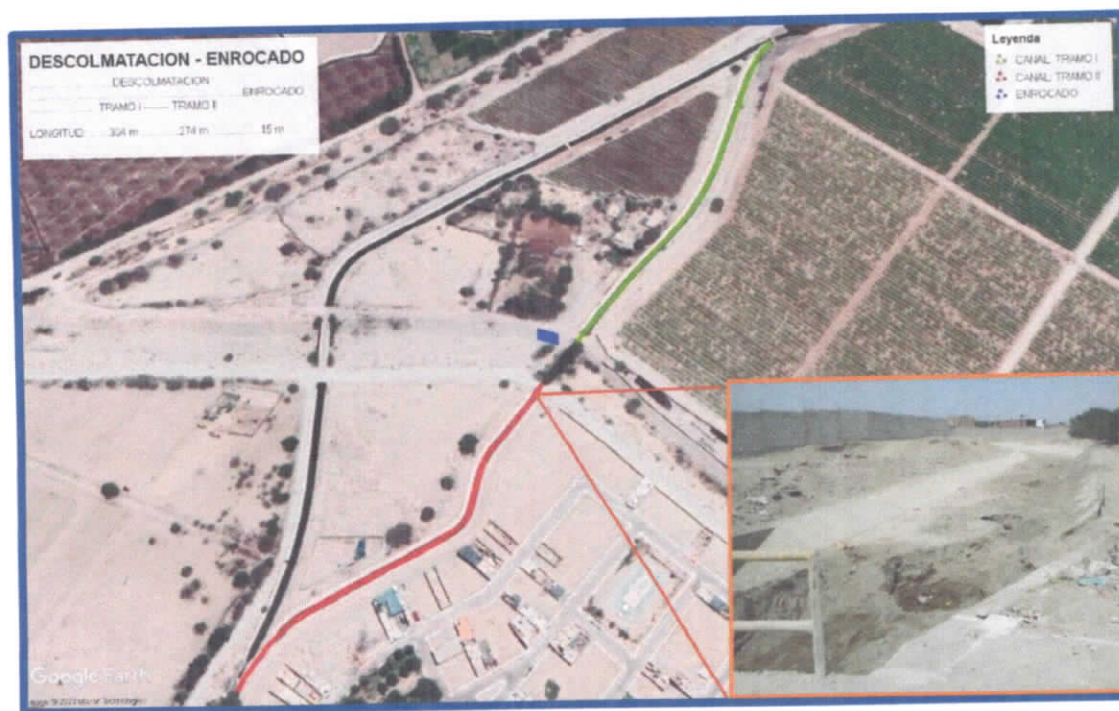 DESCOLMATACION - ENROCADO
DESCOLMATACION
ENROCADO
TRAMO I TRAMO II
LONGITUD: 304 m 274 m 15 m
Leyenda
CANAL: TRAMO I
CANAL: TRAMO II
ENROCADO
Google Earth